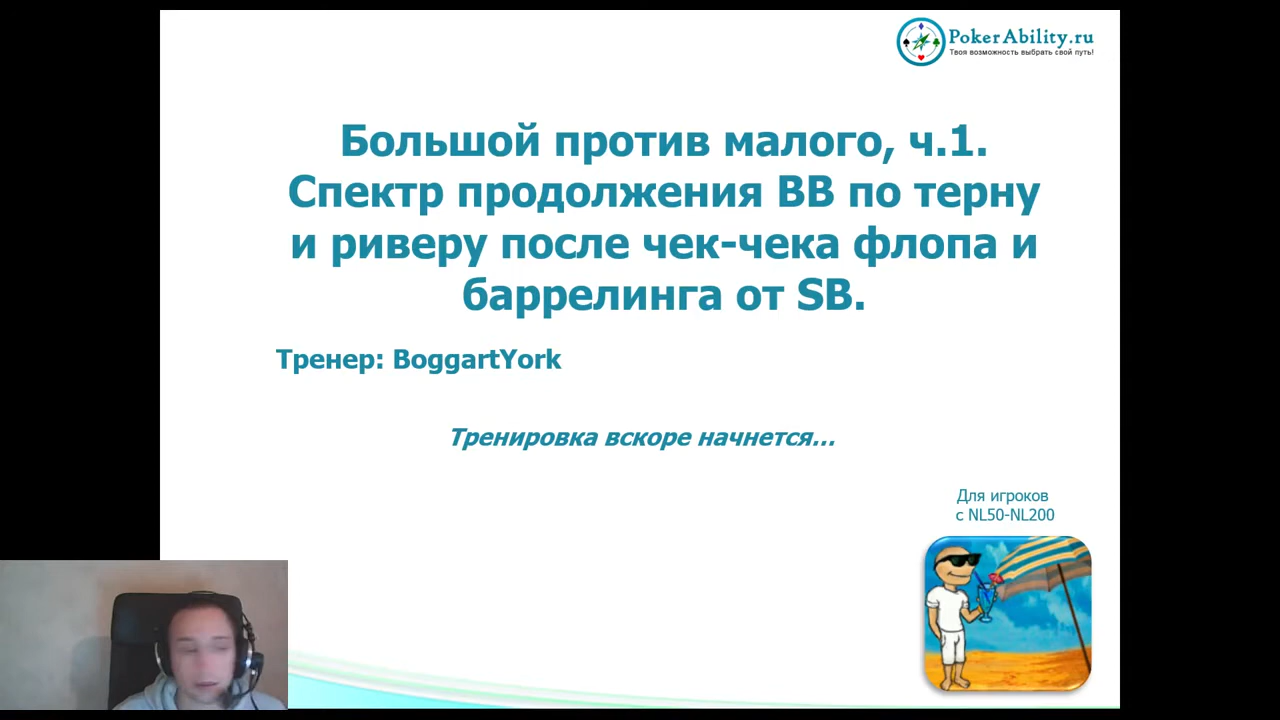 PokerAbility.ru
Твоя возможность выбрать свой путь!
Большой против малого, ч.1.
Спектр продолжения BB по терну
и риверу после чек-чека флопа и
баррелинга от SB.
Тренер: BoggartYork
Тренировка вскоре начнется...
Для игроков
с NL50-NL200